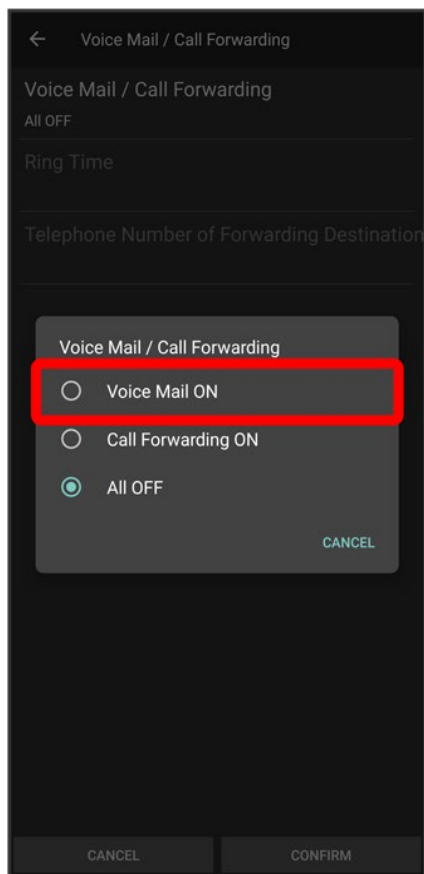 Voice Mail / Call Forwarding
Voice Mail / Call Forwarding
All OFF
Ring Time
Telephone Number of Forwarding Destination
Voice Mail / Call Forwarding
Voice Mail ON
Call Forwarding ON
All OFF
CANCEL
CANCEL
CONFIRM